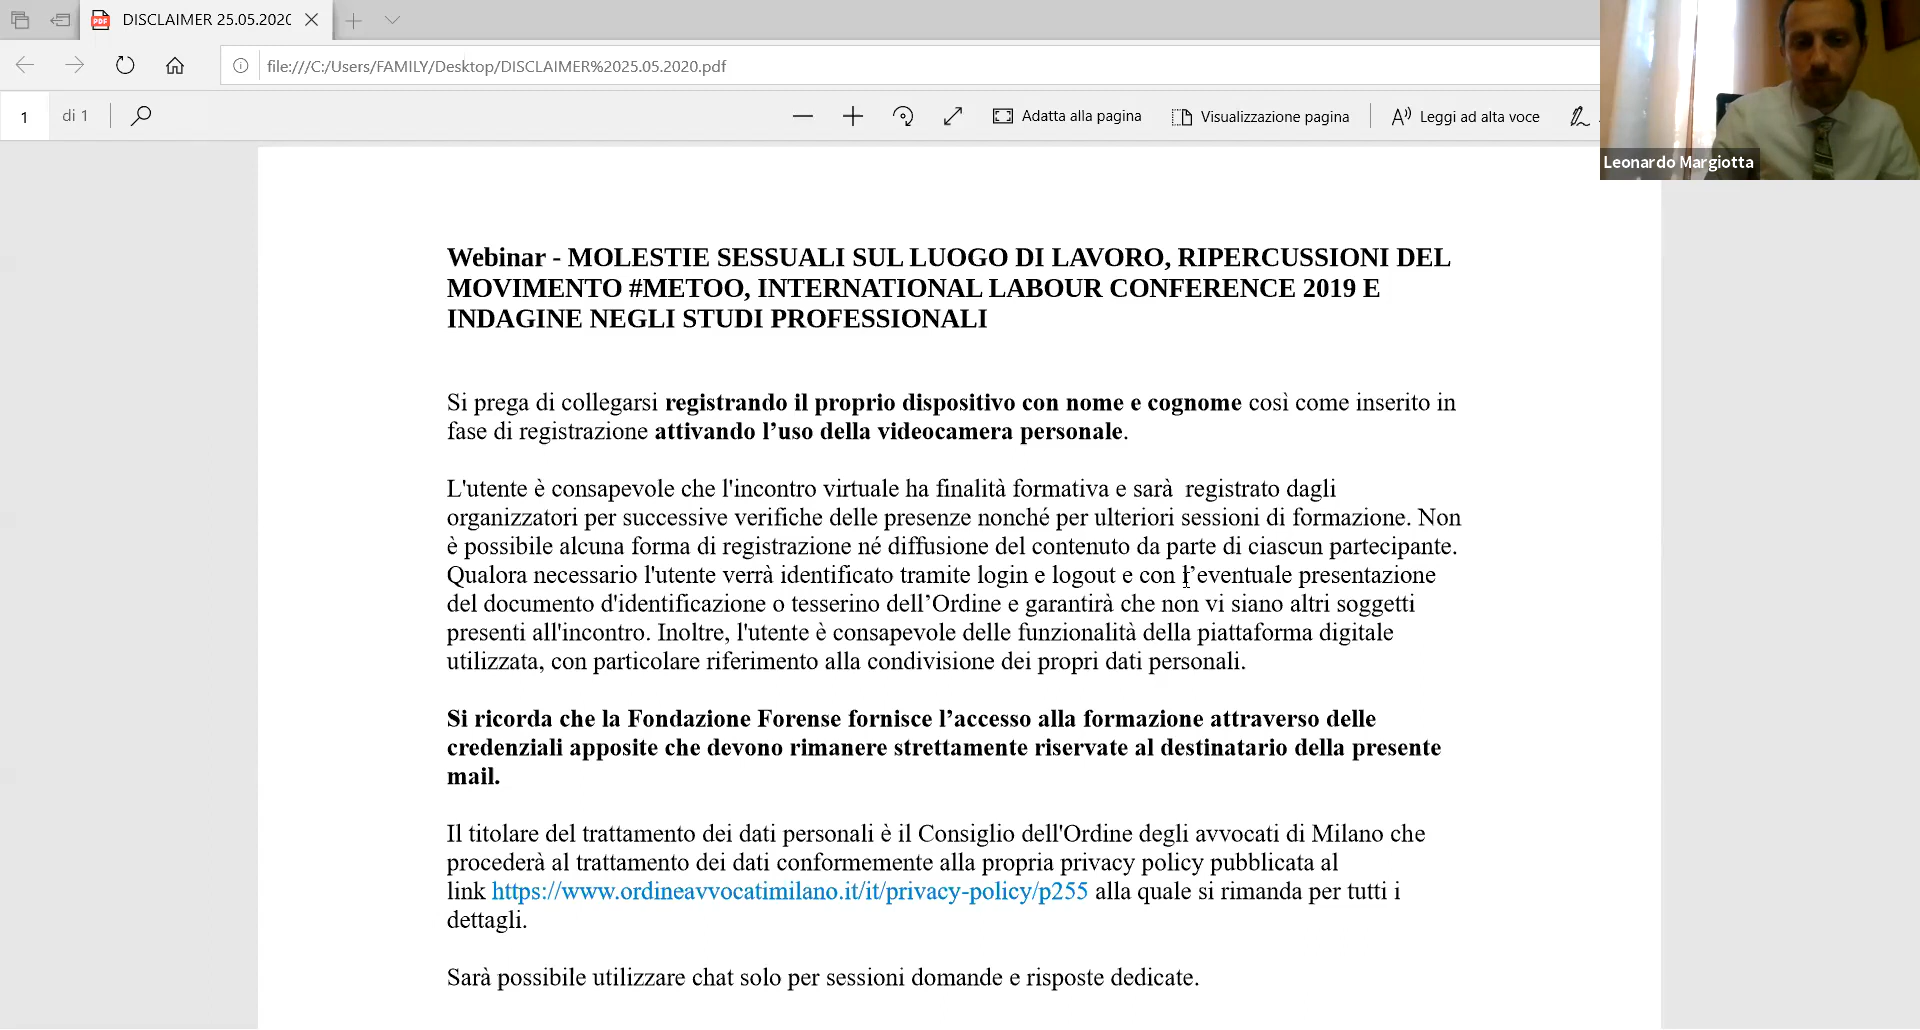 DISCLAIMER 25.05.202
file:///C:/Users/FAMILY/Desktop/DISCLAIMER%2025.05.2020.pdf
1 di 1 Adatta alla pagina Visualizzazione pagina Leggi ad alta voce
Leonardo Margiotta
Webinar - MOLESTIE SESSUALI SUL LUOGO DI LAVORO, RIPERCUSSIONI DEL
MOVIMENTO #METOO, INTERNATIONAL LABOUR CONFERENCE 2019 E
INDAGINE NEGLI STUDI PROFESSIONALI
Si prega di collegarsi registrando il proprio dispositivo con nome e cognome così come inserito in
fase di registrazione attivando l’uso della videocamera personale.
L'utente è consapevole che l'incontro virtuale ha finalità formativa e sarà registrato dagli
organizzatori per successive verifiche delle presenze nonché per ulteriori sessioni di formazione. Non
è possibile alcuna forma di registrazione né diffusione del contenuto da parte di ciascun partecipante.
Qualora necessario l'utente verrà identificato tramite login e logout e con l’eventuale presentazione
del documento d'identificazione o tesserino dell’Ordine e garantirà che non vi siano altri soggetti
presenti all'incontro. Inoltre, l'utente è consapevole delle funzionalità della piattaforma digitale
utilizzata, con particolare riferimento alla condivisione dei propri dati personali.
Si ricorda che la Fondazione Forense fornisce l’accesso alla formazione attraverso delle
credenziali apposite che devono rimanere strettamente riservate al destinatario della presente
mail.
Il titolare del trattamento dei dati personali è il Consiglio dell'Ordine degli avvocati di Milano che
procederà al trattamento dei dati conformemente alla propria privacy policy pubblicata al
link https://www.ordineavvocatimilano.it/it/privacy-policy/p255 alla quale si rimanda per tutti i
dettagli.
Sarà possibile utilizzare chat solo per sessioni domande e risposte dedicate.